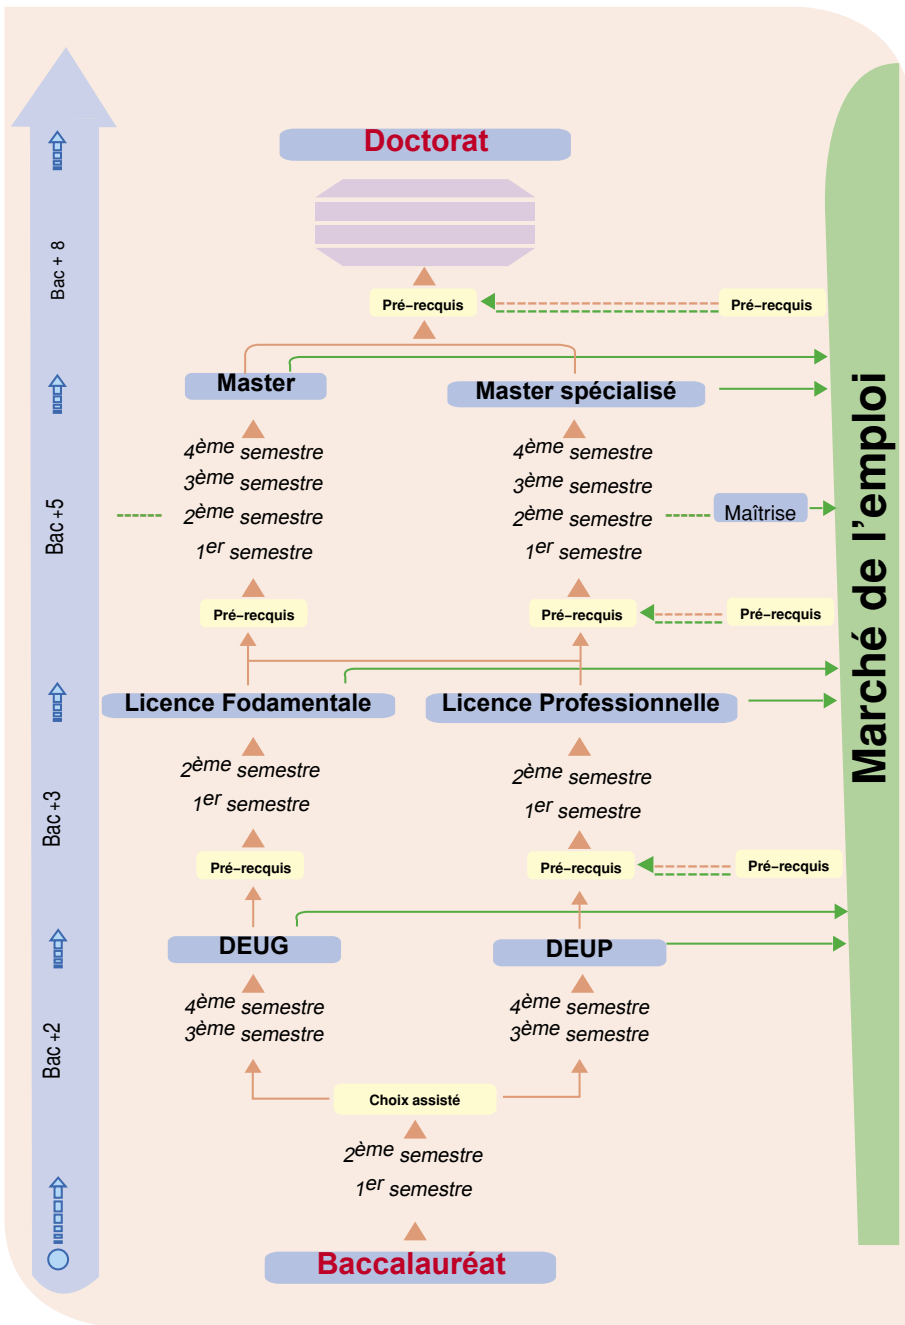 Doctorat
Bac + 8
Pré-recquis
Pré-recquis
Master
Master spécialisé
4ème semestre
4ème semestre
3ème semestre
3ème semestre
Bac +5
2ème semestre
2ème semestre
Maîtrise
1er semestre
1er semestre
Marché de l'emploi
Pré-recquis
Pré-recquis
Pré-recquis
Licence Fodamentale
Licence Professionnelle
2ème semestre
2ème semestre
Bac +3
1er semestre
1er semestre
Pré-recquis
Pré-recquis
Pré-recquis
DEUG
DEUP
4ème semestre
4ème semestre
3ème semestre
3ème semestre
Bac +2
Choix assisté
2ème semestre
1er semestre
Baccalauréat